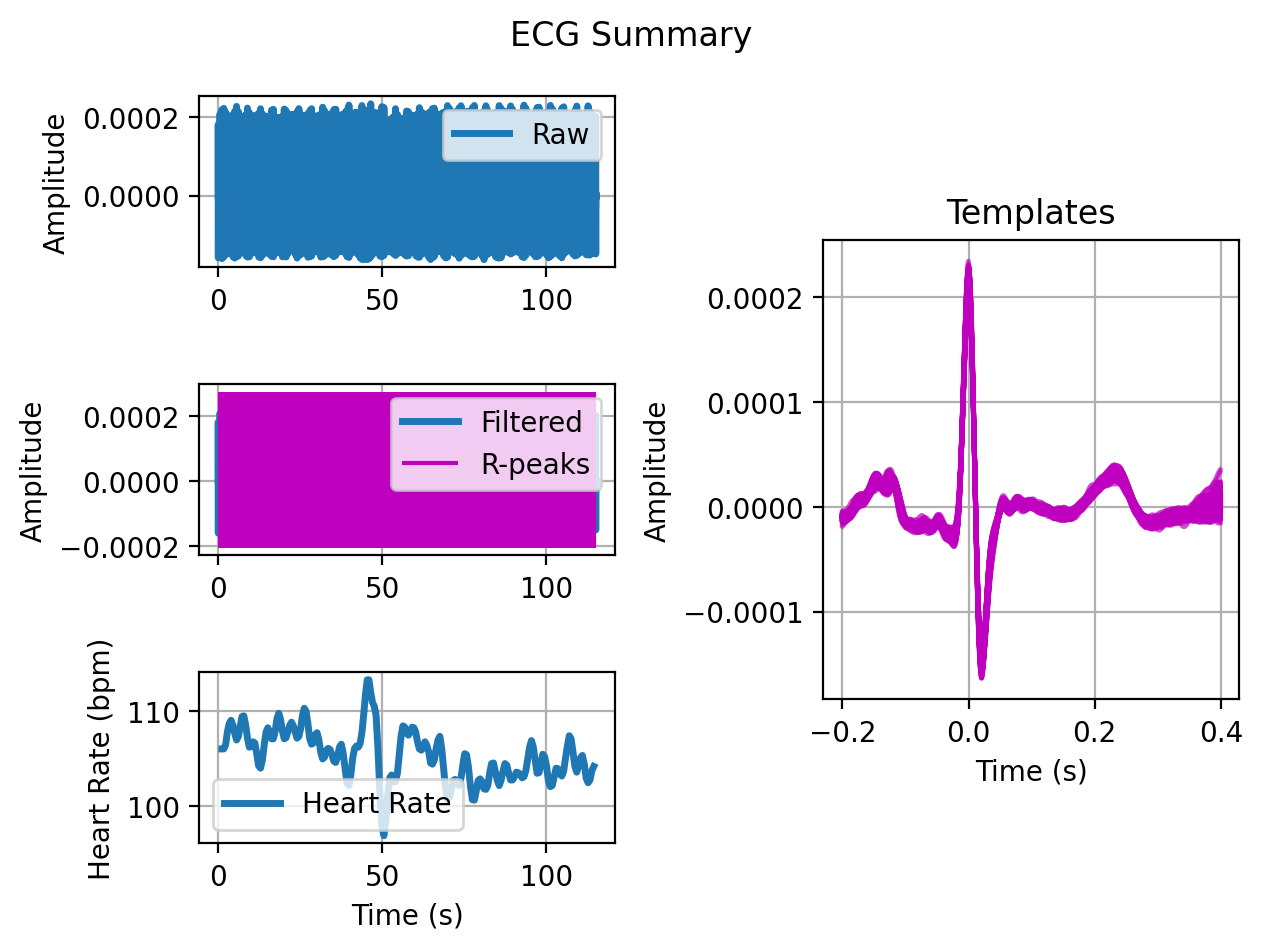 ECG Summary
Amplitude
0.0002
0.0000
Raw
0
50
100
Amplitude
0.0002
0.0000
−0.0002
Filtered
R-peaks
0
50
100
Heart Rate (bpm)
110
100
Heart Rate
0
50
100
Time (s)
Templates
Amplitude
0.0002
0.0001
0.0000
−0.0001
−0.2
0.0
0.2
0.4
Time (s)